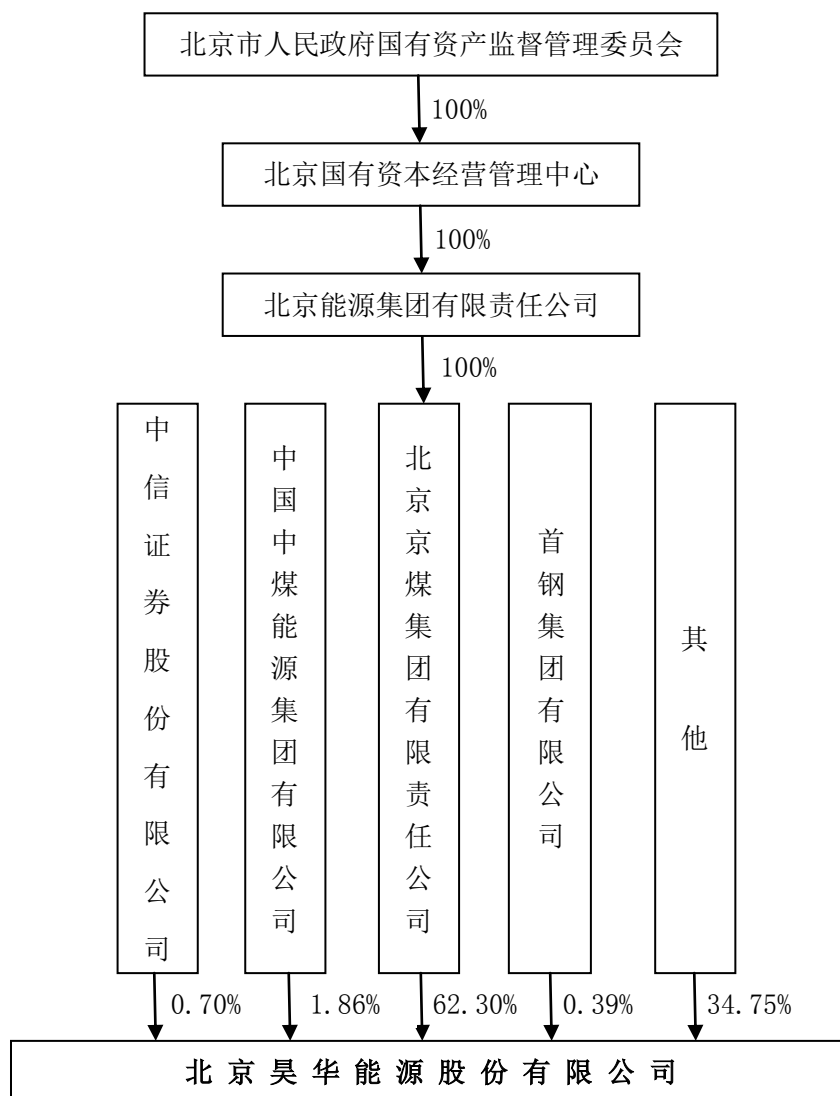 北京市人民政府国有资产监督管理委员会
100%
北京国有资本经营管理中心
100%
北京能源集团有限责任公司
100%
中信证券股份有限公司
中国中煤能源集团有限公司
北京京煤集团有限责任公司
首钢集团有限公司
其他
0.70%
1.86%
62.30%
0.39%
34.75%
北京昊华能源股份有限公司